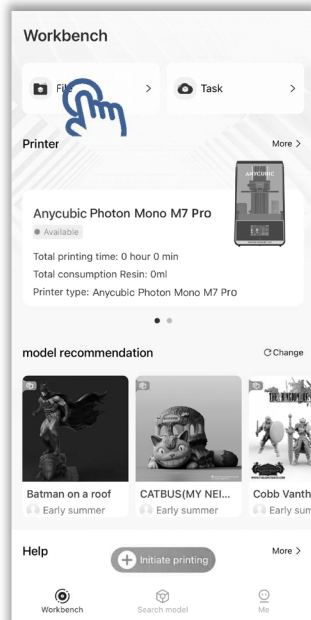 Workbench
File
Task
Printer
More
ANYCUBIC
Anycubic Photon Mono M7 Pro
Available
Total printing time: 0 hour 0 min
Total consumption Resin: 0ml
Printer type: Anycubic Photon Mono M7 Pro
model recommendation
Change
Batman on a roof
CATBUS(MY NEI...
Cobb Vanth
Early summer
Early summer
Early sum
Help
Initiate printing
More
Workbench
Search model
Me